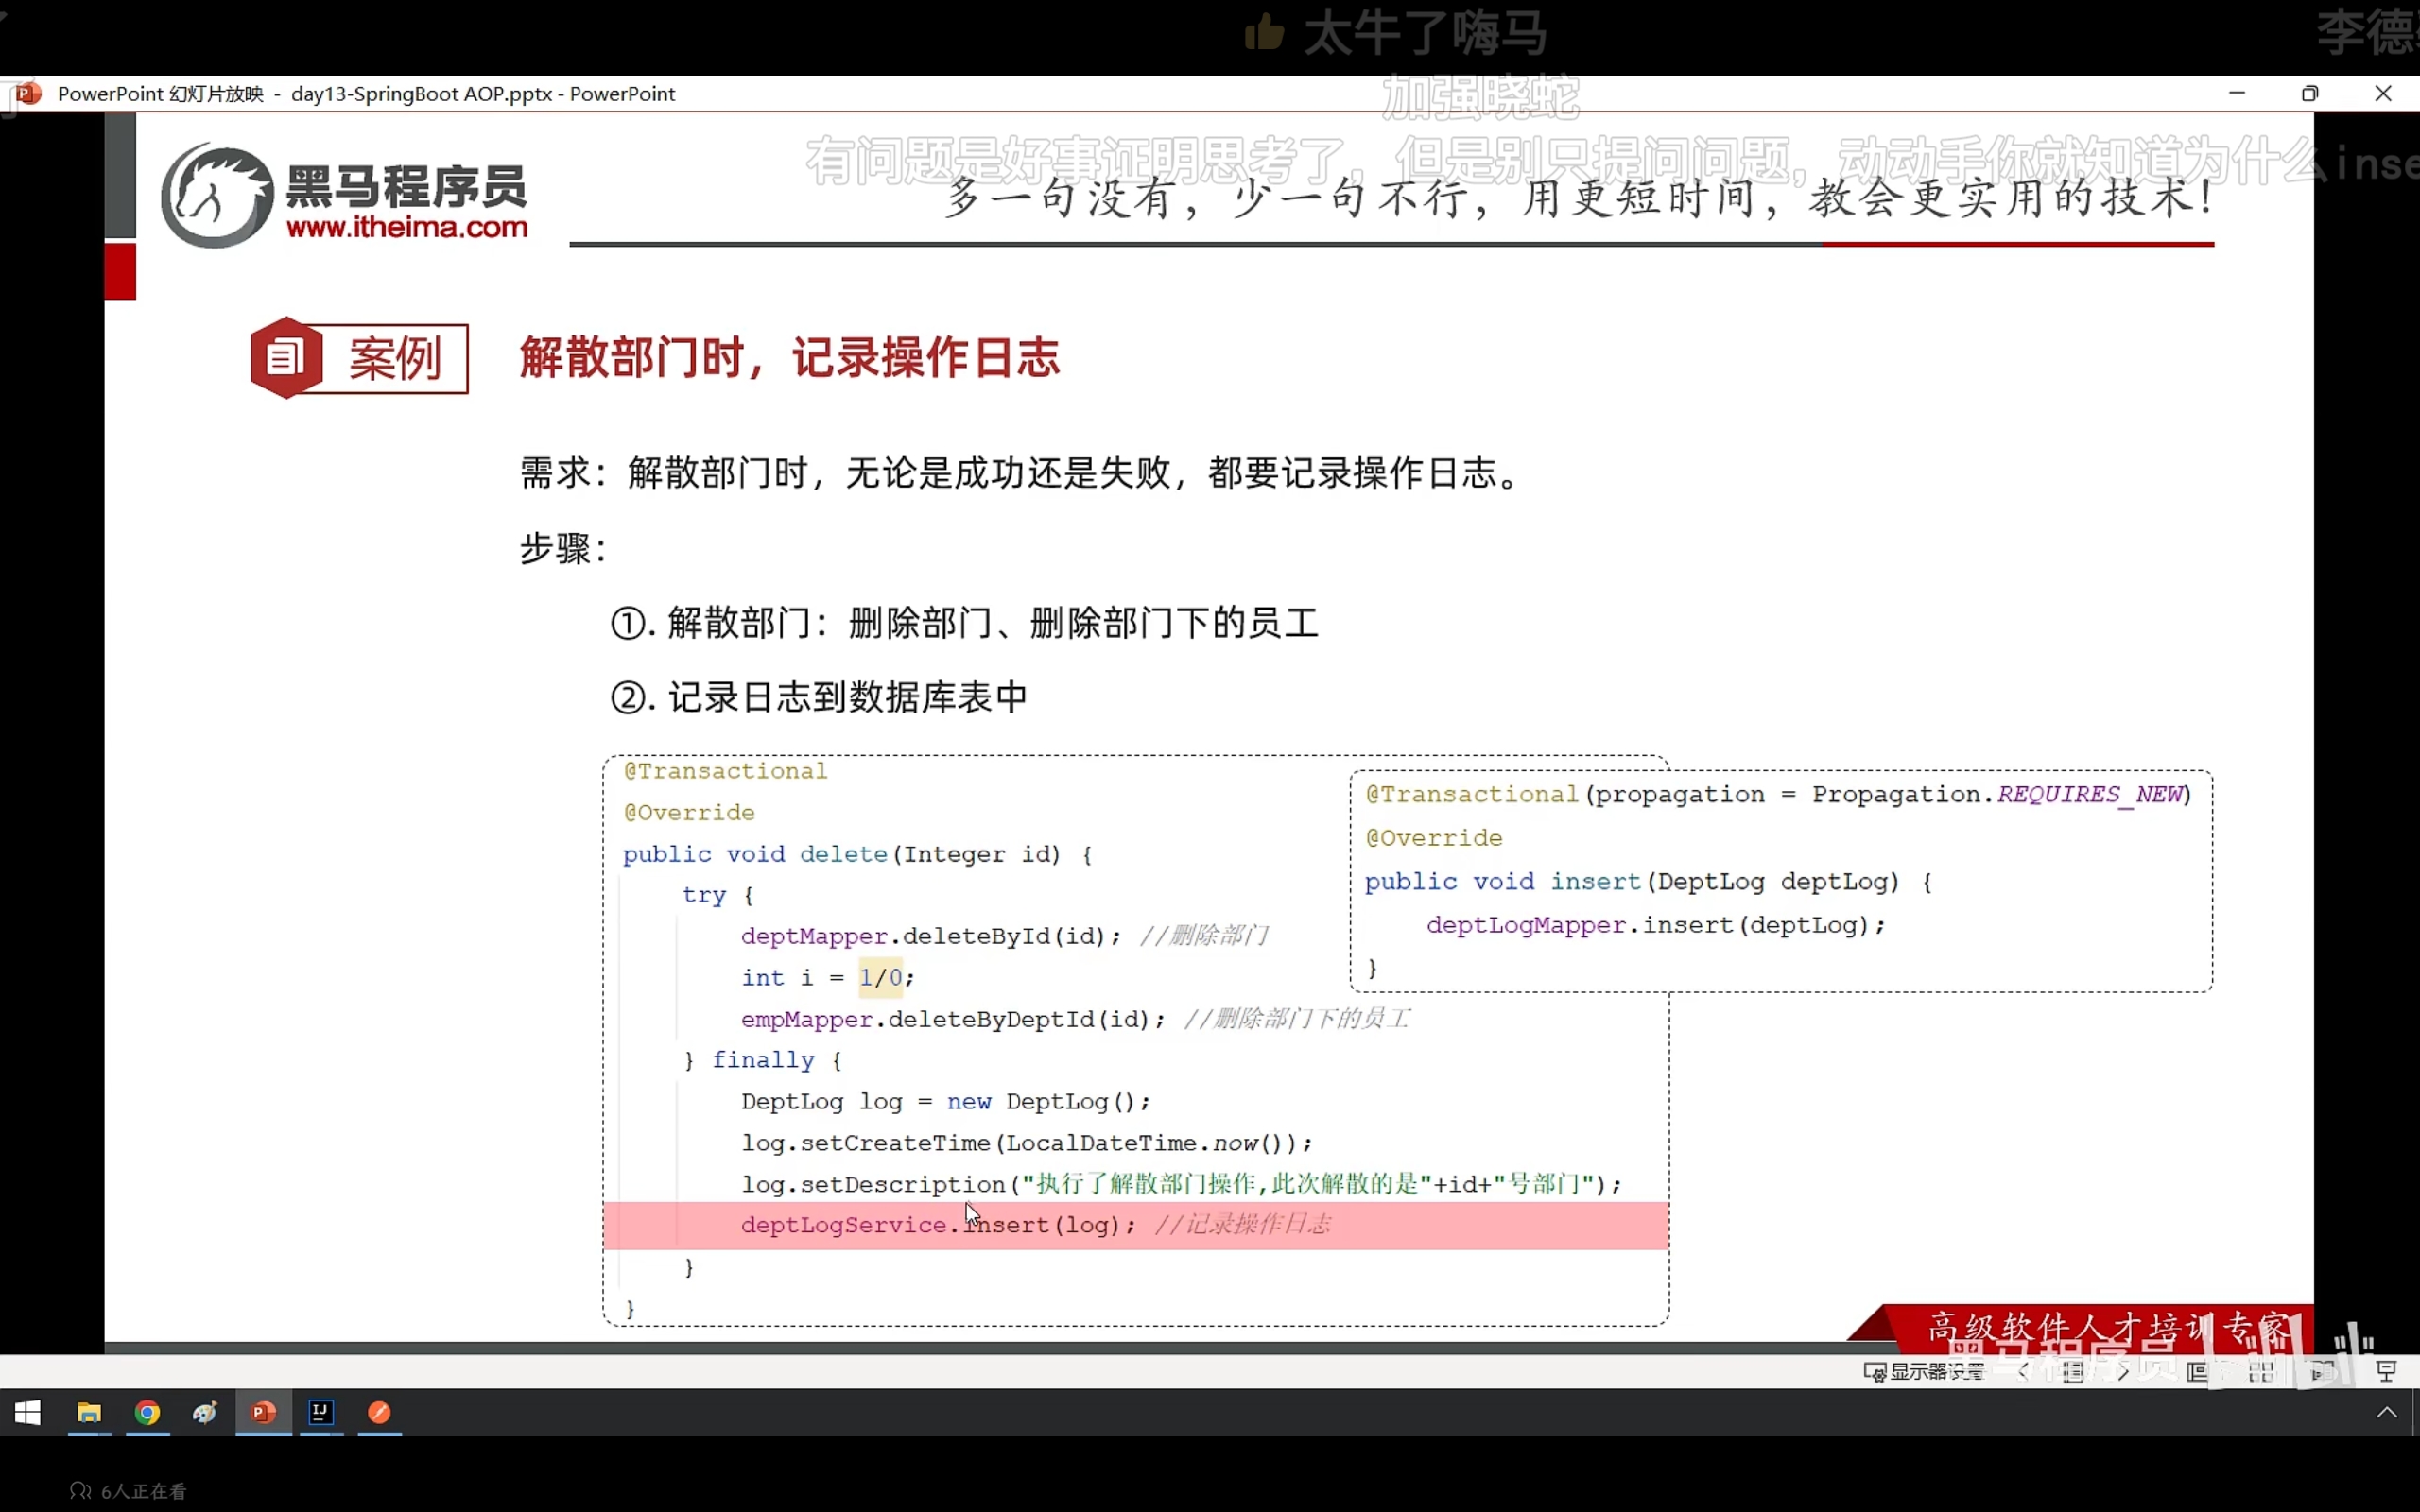 太牛了嗨马
李德
PowerPoint 幻灯片放映 - day13-SpringBoot AOP.pptx - PowerPoint
加强晓蛇
有问题是好事证明思考了，但是别只提问问题，动动手你就知道为什么inse
黑马程序员
www.itheima.com
多一句没有，少一句不行，用更短时间，教会更实用的技术！
案例
解散部门时，记录操作日志
需求：解散部门时，无论是成功还是失败，都要记录操作日志。
步骤：
①. 解散部门：删除部门、删除部门下的员工
②. 记录日志到数据库表中
@Transactional
@Override
public void delete(Integer id) {
try {
deptMapper.deleteById(id); //删除部门
int i = 1/0;
empMapper.deleteByDeptId(id); //删除部门下的员工
} finally {
DeptLog log = new DeptLog();
log.setCreateTime(LocalDateTime.now());
log.setDescription("执行了解散部门操作,此次解散的是"+id+"号部门");
deptLogService.insert(log); //记录操作日志
}
}
@Transactional(propagation = Propagation.REQUIRES_NEW)
@Override
public void insert(DeptLog deptLog) {
deptLogMapper.insert(deptLog);
}
高级软件人才培训专家
黑马程序员
显示器设置
6人正在看